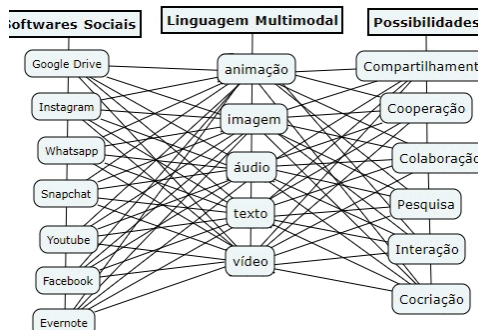 Softwares Sociais
Linguagem Multimodal
Possibilidades
Google Drive
Instagram
Whatsapp
Snapchat
Youtube
Facebook
Evernote
animação
imagem
áudio
texto
vídeo
Compartilhament
Cooperação
Colaboração
Pesquisa
Interação
Cocriação